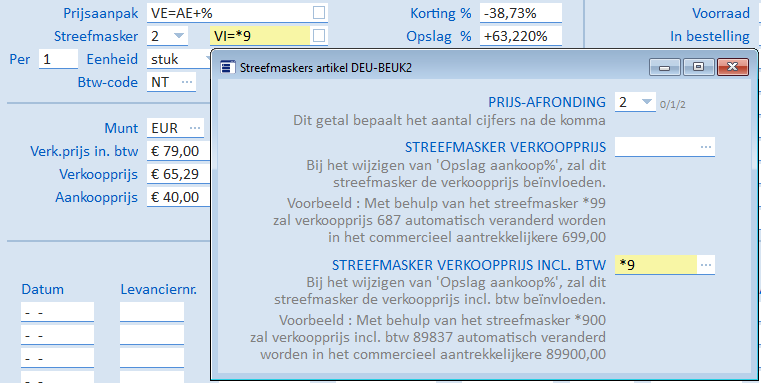 Prijsaanpak VE=AE+% Korting % -38,73% Voorraad
Streefmasker 2 VI=*9 Opslag % +63,220% In bestelling
Per 1 Eenheid stuk
Btw-code NT ...
Munt EUR ...
Verk.prijs in. btw € 79,00
Verkoopprijs € 65,29
Aankoopprijs € 40,00
Datum Levanciernr.
- -
- -
- -
- -
Streefmaskers artikel DEU-BEUK2
PRIJS-AFRONDING 2 0/1/2
Dit getal bepaalt het aantal cijfers na de komma
STREEFMASKER VERKOOPPRIJS ...
Bij het wijzigen van 'Opslag aankoop%', zal dit
streefmasker de verkoopprijs beïnvloeden.
Voorbeeld : Met behulp van het streefmasker *99
zal verkoopprijs 687 automatisch veranderd worden
in het commercieel aantrekkelijkere 699,00
STREEFMASKER VERKOOPPRIJS INCL. BTW *9 ...
Bij het wijzigen van 'Opslag aankoop%', zal dit
streefmasker de verkoopprijs incl. btw beïnvloeden.
Voorbeeld : Met behulp van het streefmasker *900
zal verkoopprijs incl. btw 89837 automatisch veranderd
worden in het commercieel aantrekkelijkere 89900,00